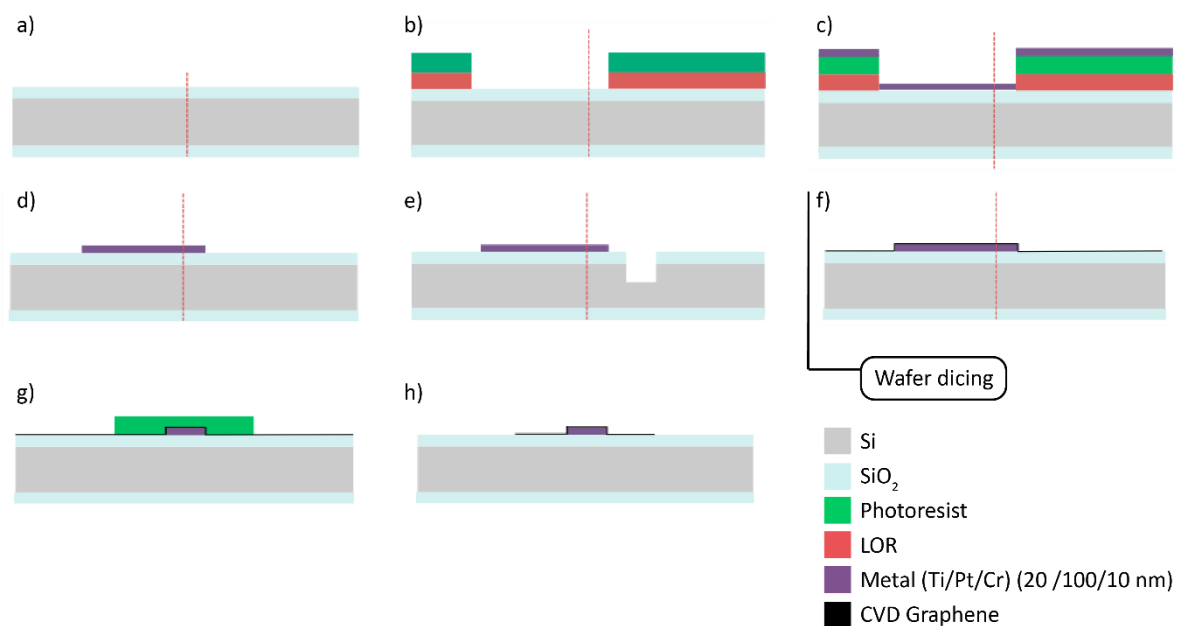 a)
b)
c)
d)
e)
f)
Wafer dicing
g)
h)
Si
SiO₂
Photoresist
LOR
Metal (Ti/Pt/Cr) (20 /100/10 nm)
CVD Graphene